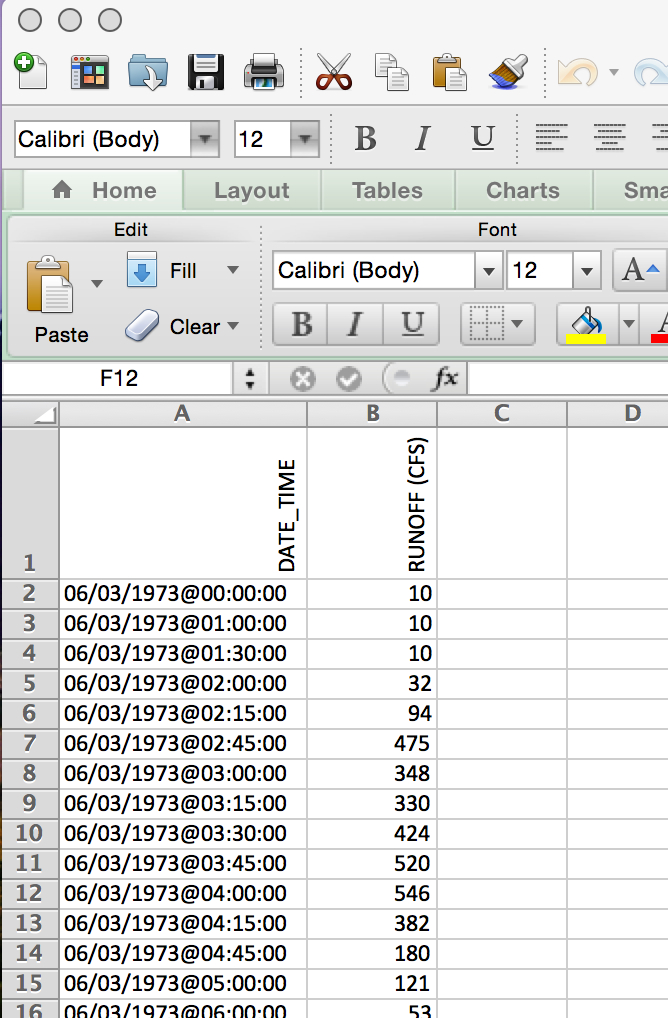 Calibri (Body) 12 B I U
Home Layout Tables Charts Sma
Edit Font
Paste Fill Clear Calibri (Body) 12 A
B I U A
F12 fx
A B C D
1 DATE_TIME RUNOFF (CFS)
2 06/03/1973@00:00:00 10
3 06/03/1973@01:00:00 10
4 06/03/1973@01:30:00 10
5 06/03/1973@02:00:00 32
6 06/03/1973@02:15:00 94
7 06/03/1973@02:45:00 475
8 06/03/1973@03:00:00 348
9 06/03/1973@03:15:00 330
10 06/03/1973@03:30:00 424
11 06/03/1973@03:45:00 520
12 06/03/1973@04:00:00 546
13 06/03/1973@04:15:00 382
14 06/03/1973@04:45:00 180
15 06/03/1973@05:00:00 121
16 06/03/1973@06:00:00 53